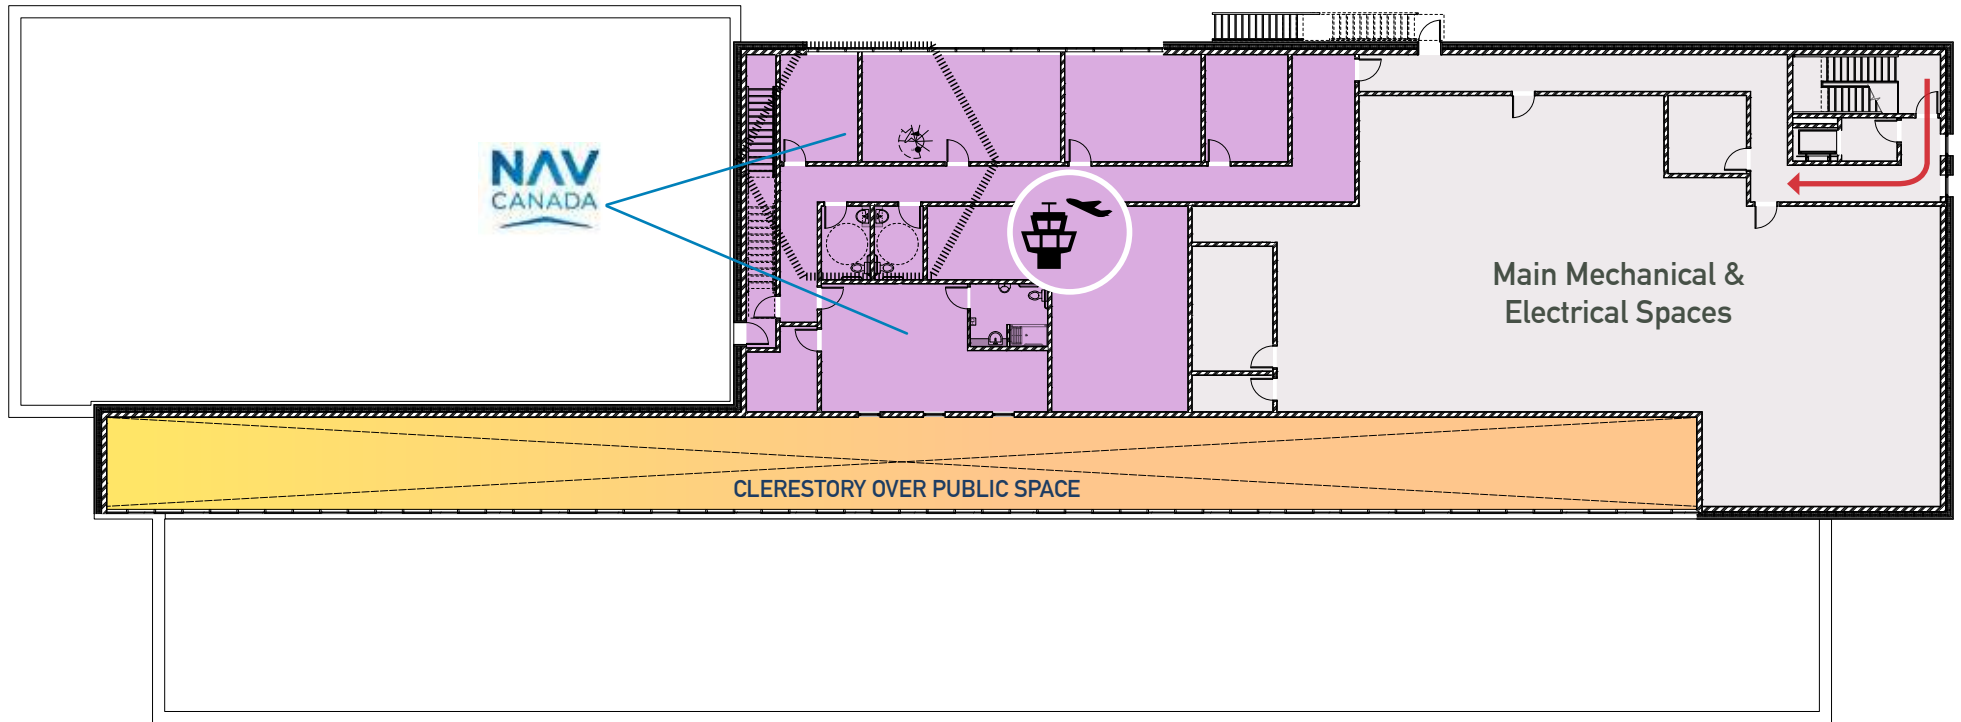 NAV
CANADA
Main Mechanical &
Electrical Spaces
CLERESTORY OVER PUBLIC SPACE